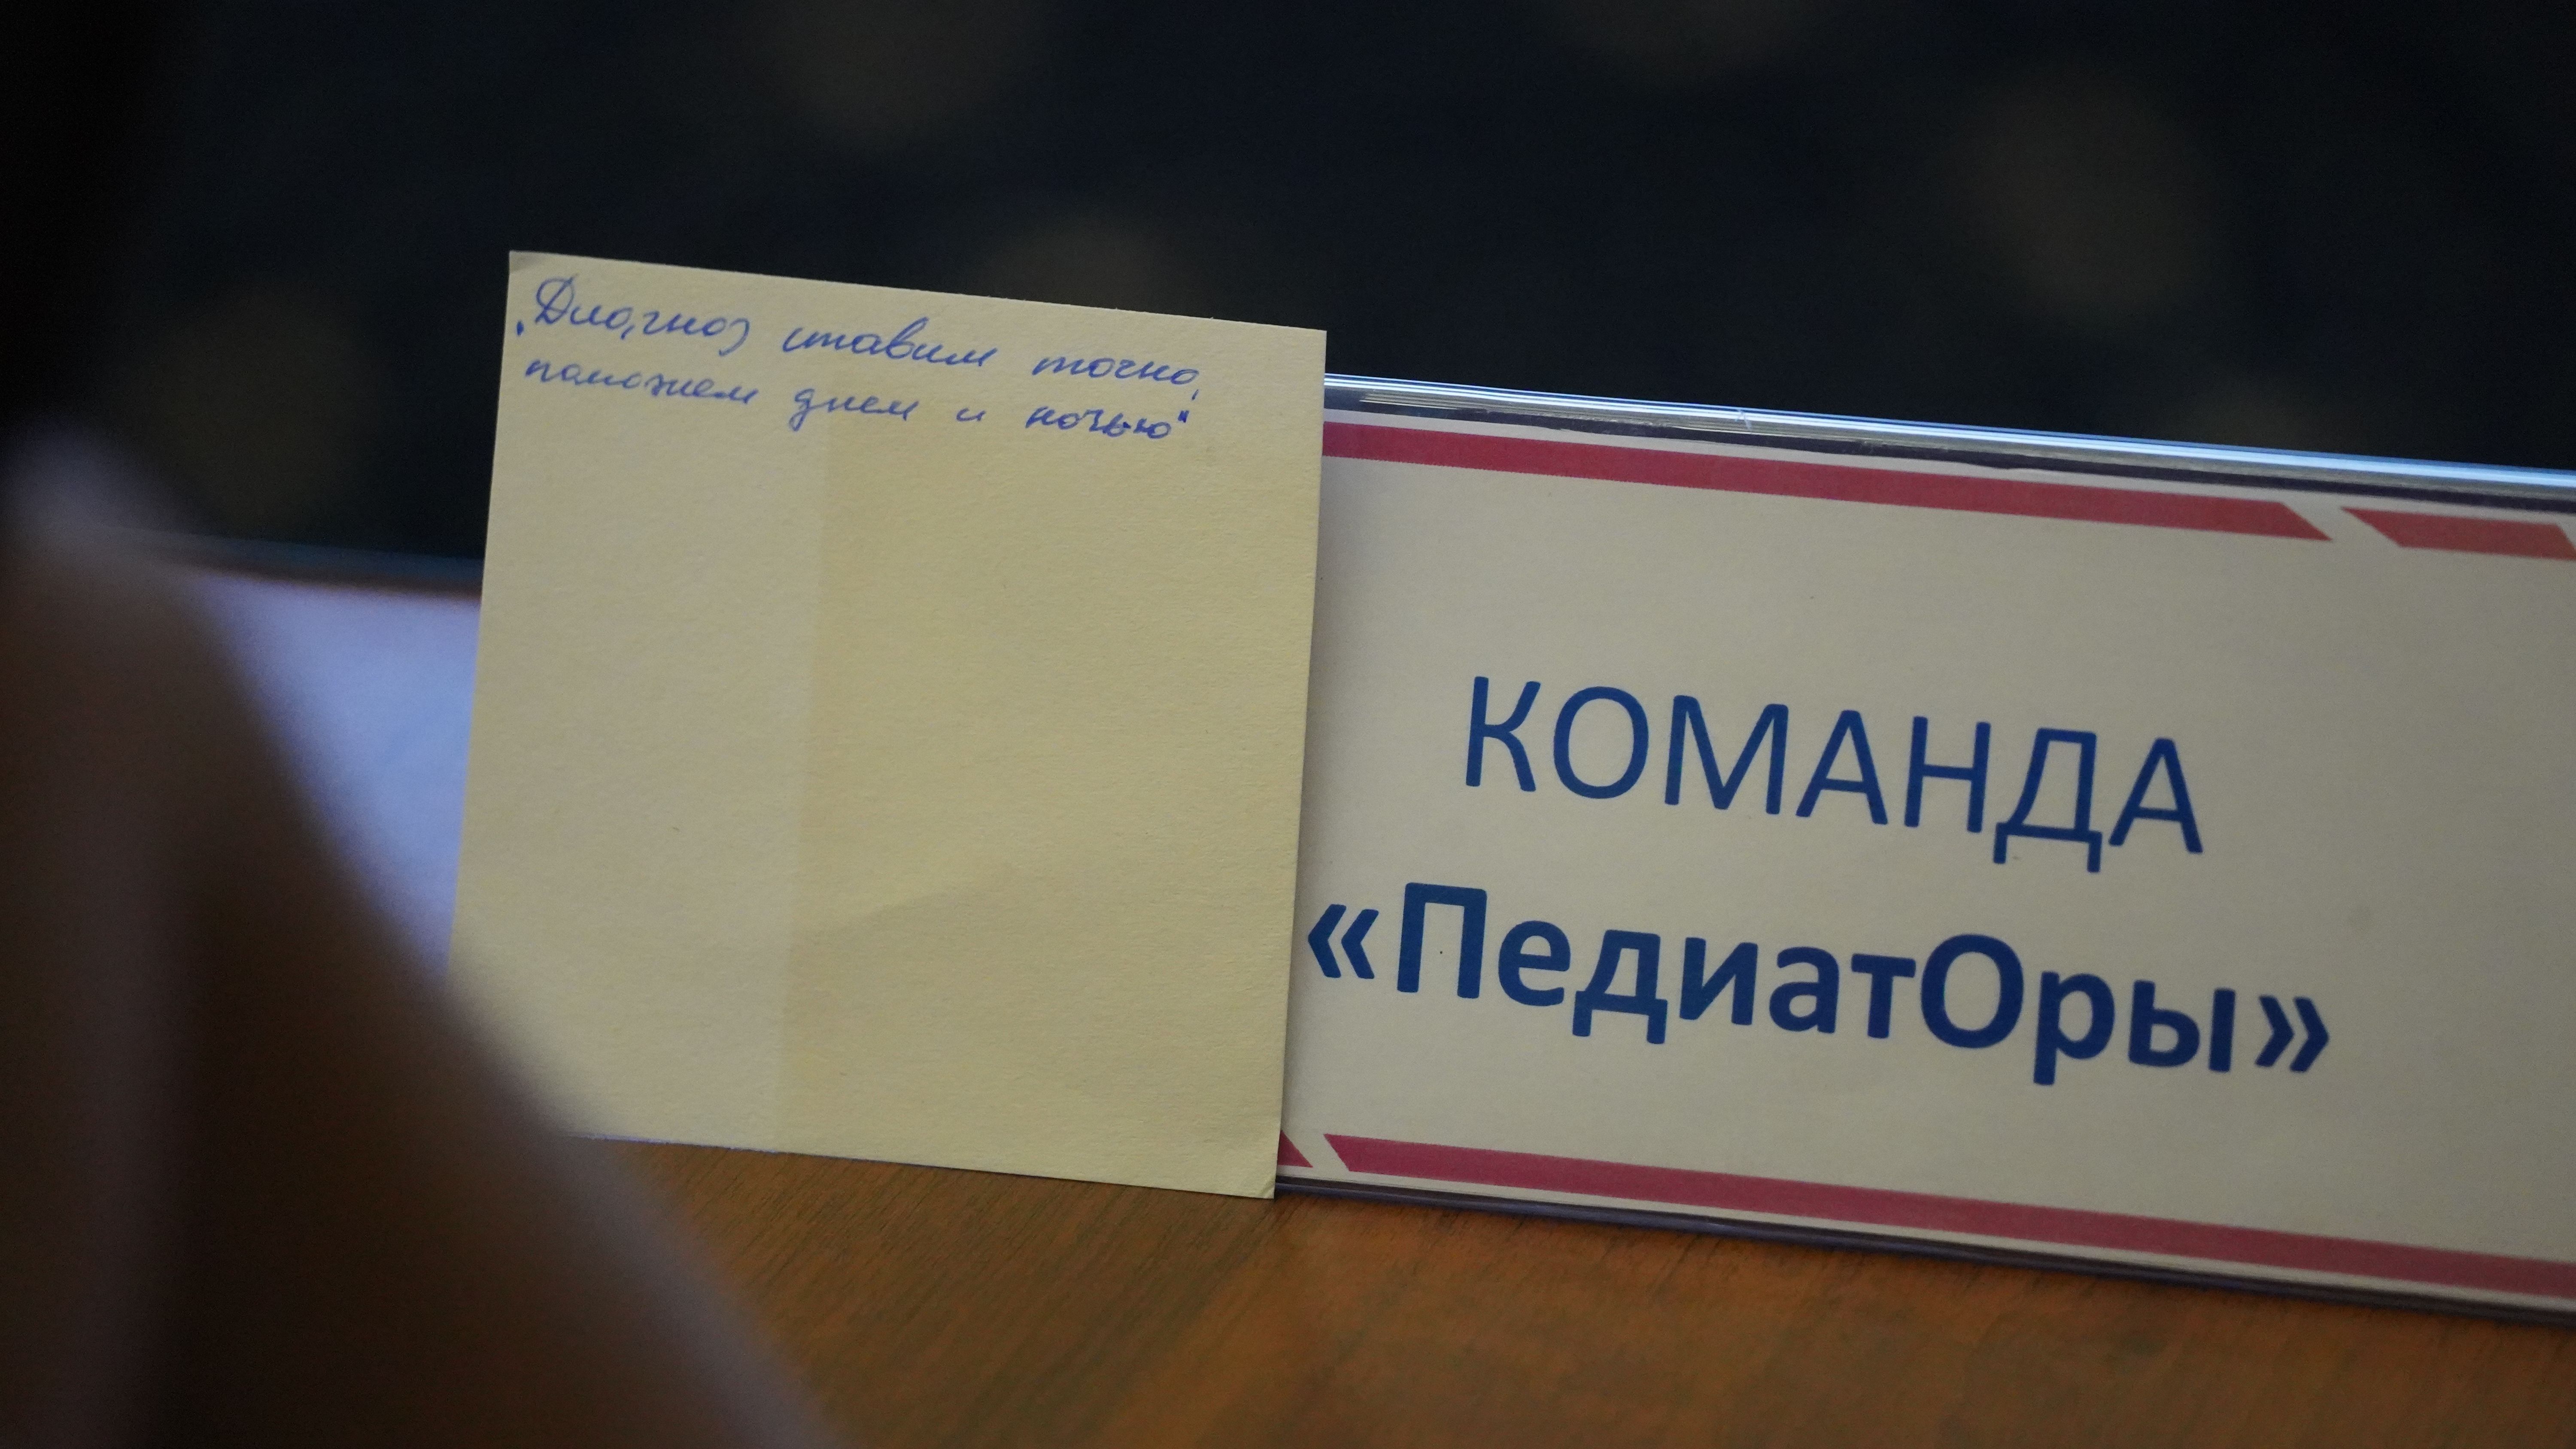 „Диагноз ставим точно,
поможем днем и ночью"
КОМАНДА
«ПедиатОры»